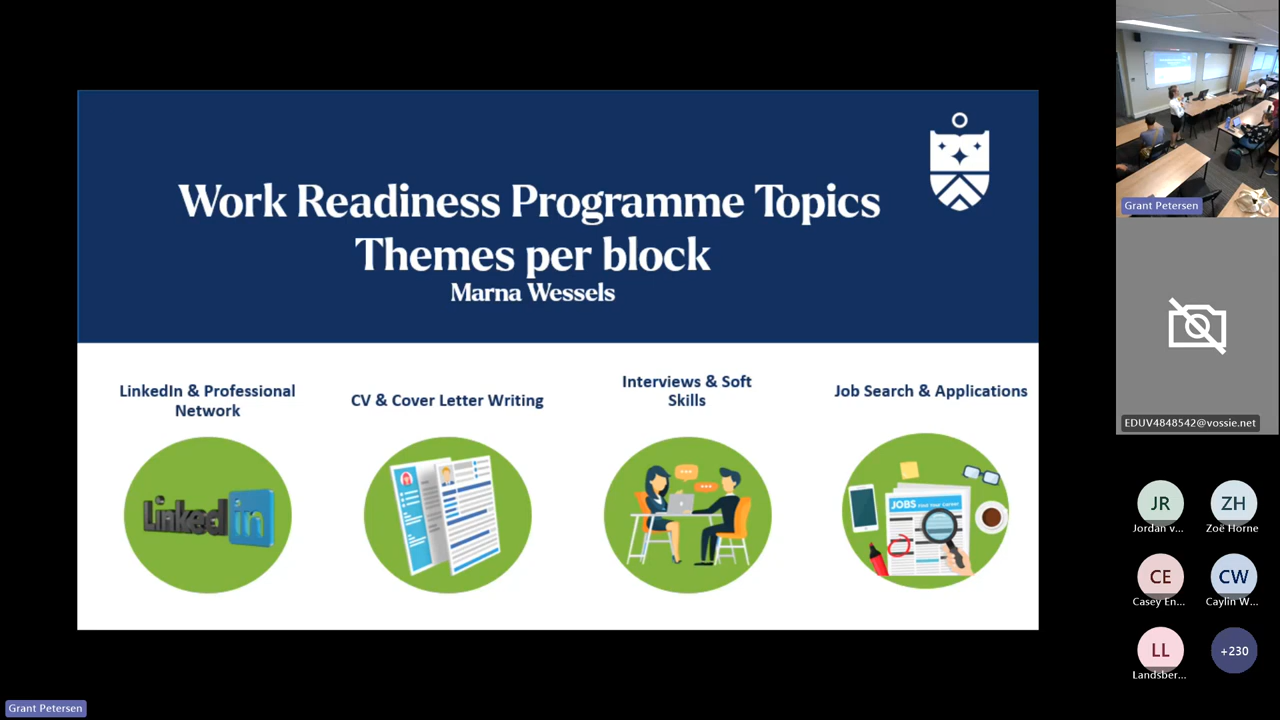 Work Readiness Programme Topics
Themes per block
Marna Wessels
LinkedIn & Professional
Network
CV & Cover Letter Writing
Interviews & Soft
Skills
Job Search & Applications
Linked in
JOBS
Grant Petersen
EDUV4848542@vossie.net
JR
ZH
Jordan v...
Zoë Horne
CE
CW
Casey En...
Caylin W...
LL
+230
Landsber...
Grant Petersen